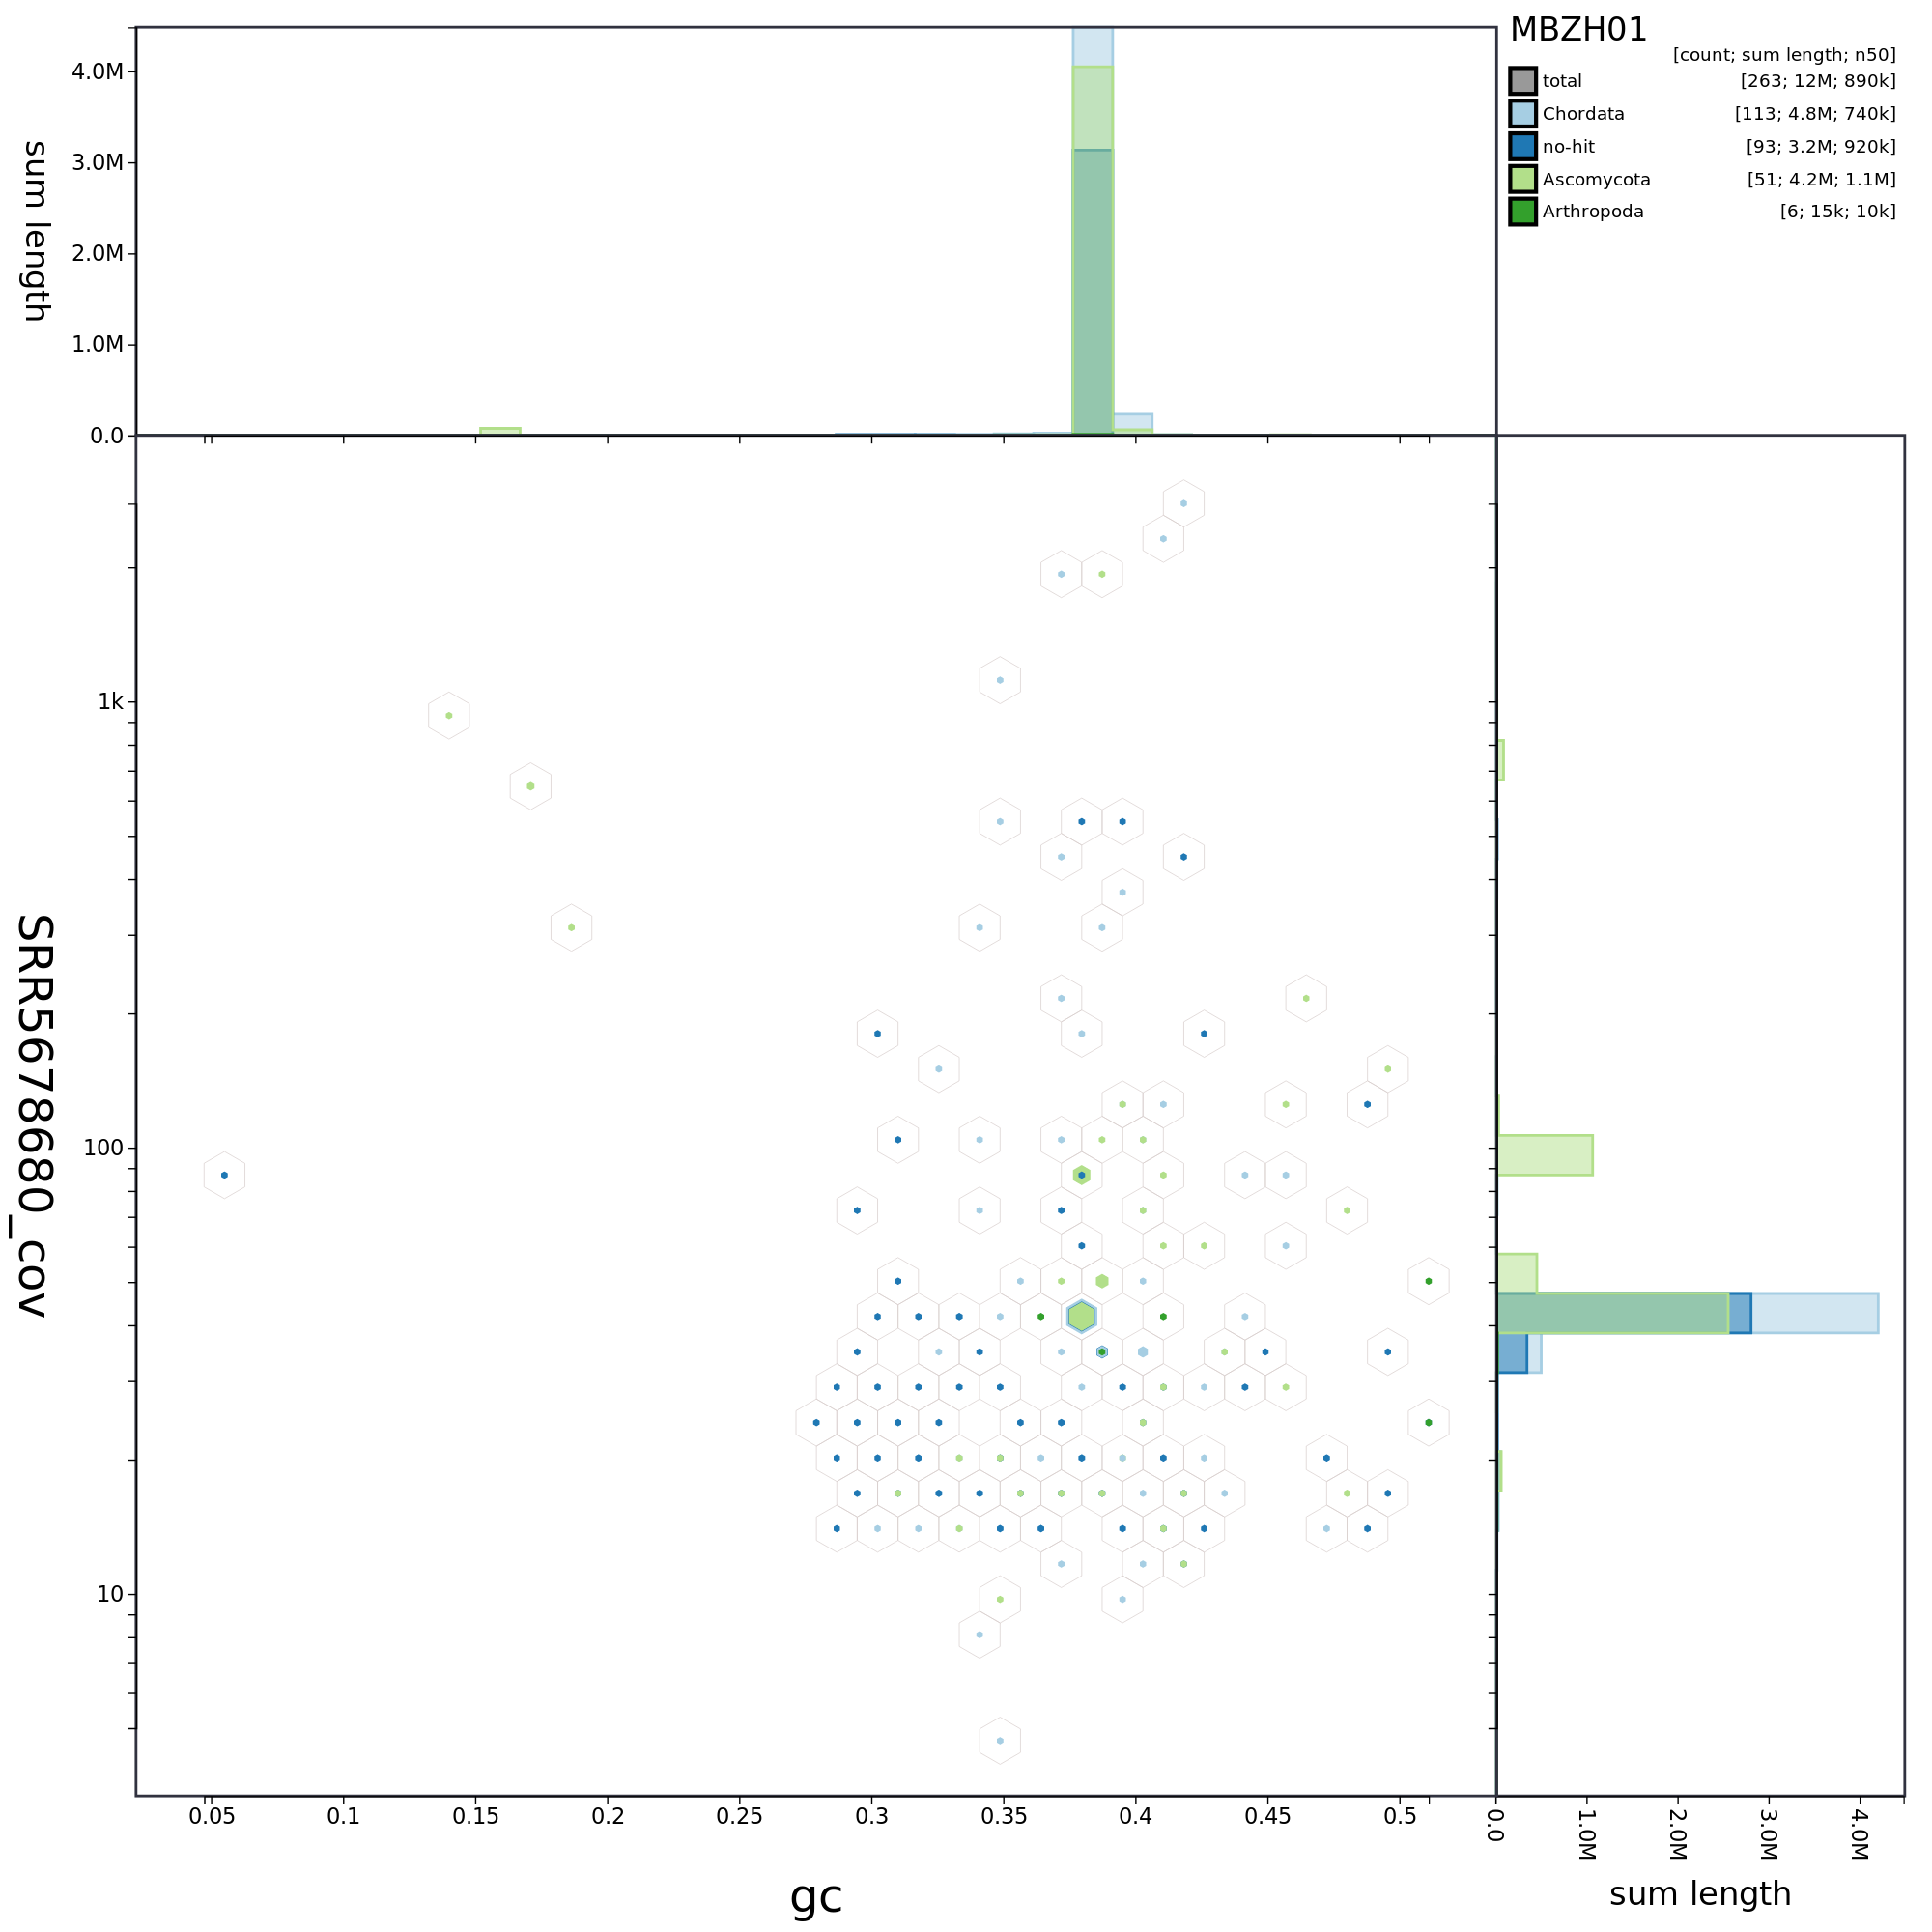 MBZH01
[count; sum length; n50]
total [263; 12M; 890k]
Chordata [113; 4.8M; 740k]
no-hit [93; 3.2M; 920k]
Ascomycota [51; 4.2M; 1.1M]
Arthropoda [6; 15k; 10k]
sum length
4.0M
3.0M
2.0M
1.0M
0.0
SRR5678680_cov
1k
100
10
0.05 0.1 0.15 0.2 0.25 0.3 0.35 0.4 0.45 0.5
gc
0.0 1.0M 2.0M 3.0M 4.0M
sum length